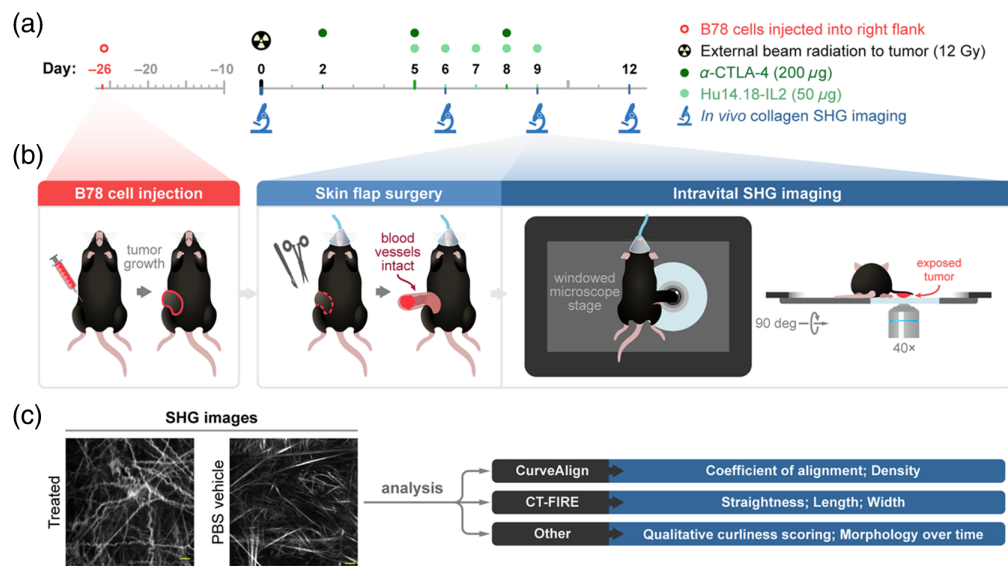 (a)
B78 cells injected into right flank
External beam radiation to tumor (12 Gy)
α-CTLA-4 (200 µg)
Hu14.18-IL2 (50 µg)
In vivo collagen SHG imaging
Day: –26 –20 –10 0 2 5 6 7 8 9 12
(b)
B78 cell injection
tumor
growth
Skin flap surgery
blood
vessels
intact
Intravital SHG imaging
windowed
microscope
stage
exposed
tumor
90 deg
40×
(c)
SHG images
Treated
PBS vehicle
analysis
CurveAlign
Coefficient of alignment; Density
CT-FIRE
Straightness; Length; Width
Other
Qualitative curliness scoring; Morphology over time